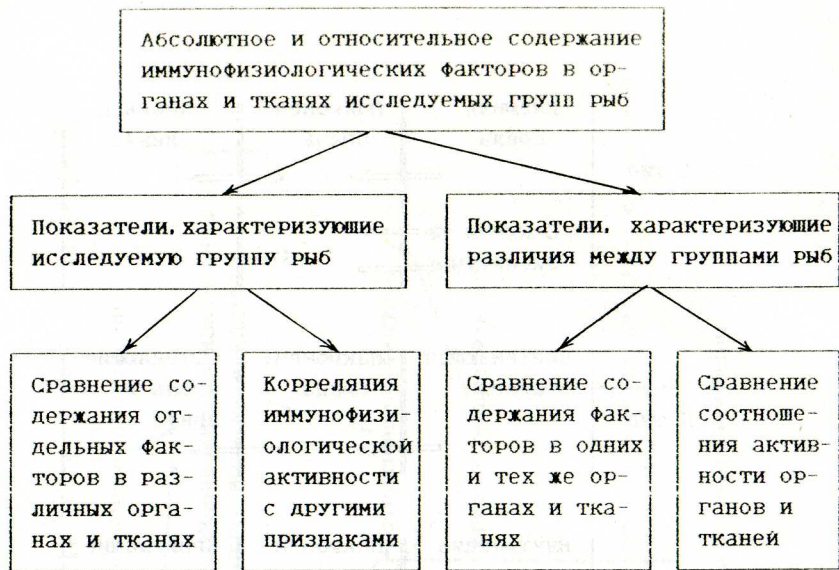 Абсолютное и относительное содержание
иммунофизиологических факторов в ор-
ганах и тканях исследуемых групп рыб
Показатели, характеризующие
исследуемую группу рыб
Показатели, характеризующие
различия между группами рыб
Сравнение со-
держания от-
дельных фак-
торов в раз-
личных орга-
нах и тканях
Корреляция
иммунофизи-
ологической
активности
с другими
признаками
Сравнение со-
держания фак-
торов в одних
и тех же ор-
ганах и тка-
нях
Сравнение
соотноше-
ния актив-
ности ор-
ганов и
тканей